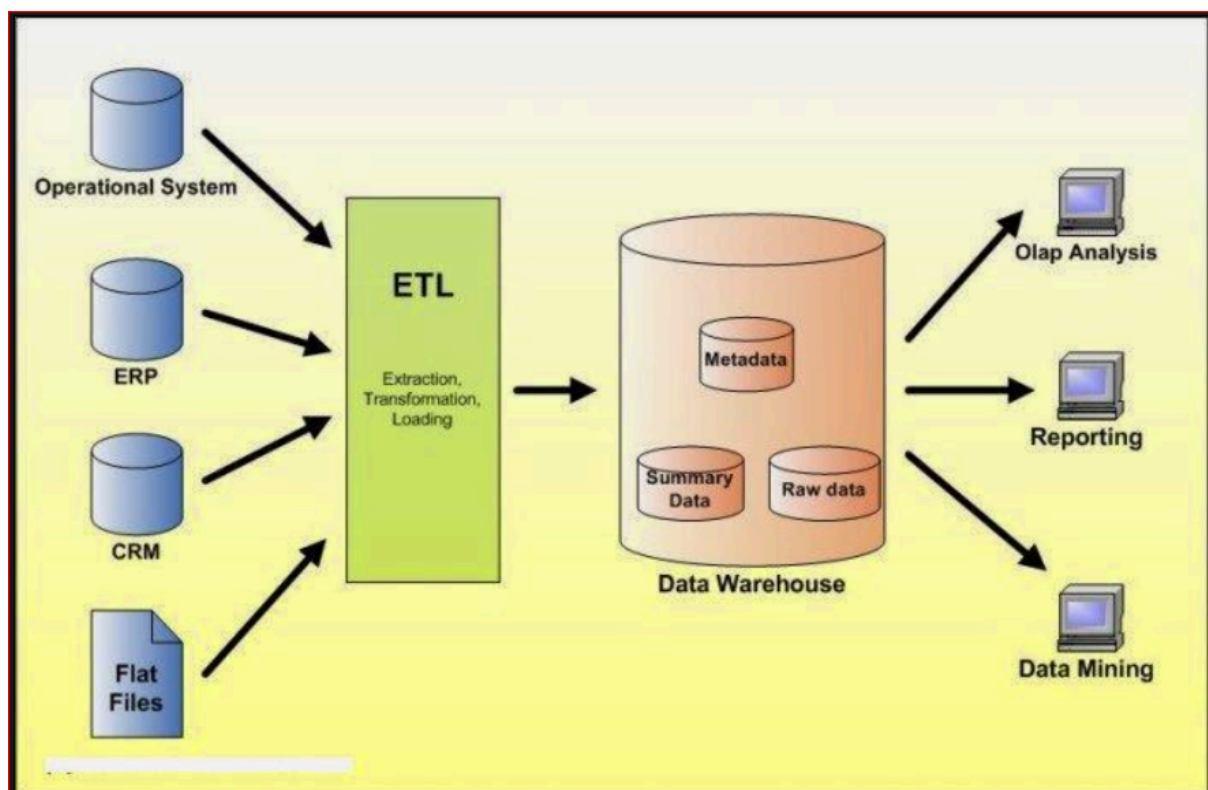 Operational System
ERP
CRM
Flat
Files
ETL
Extraction,
Transformation,
Loading
Metadata
Summary
Data
Raw data
Data Warehouse
Olap Analysis
Reporting
Data Mining